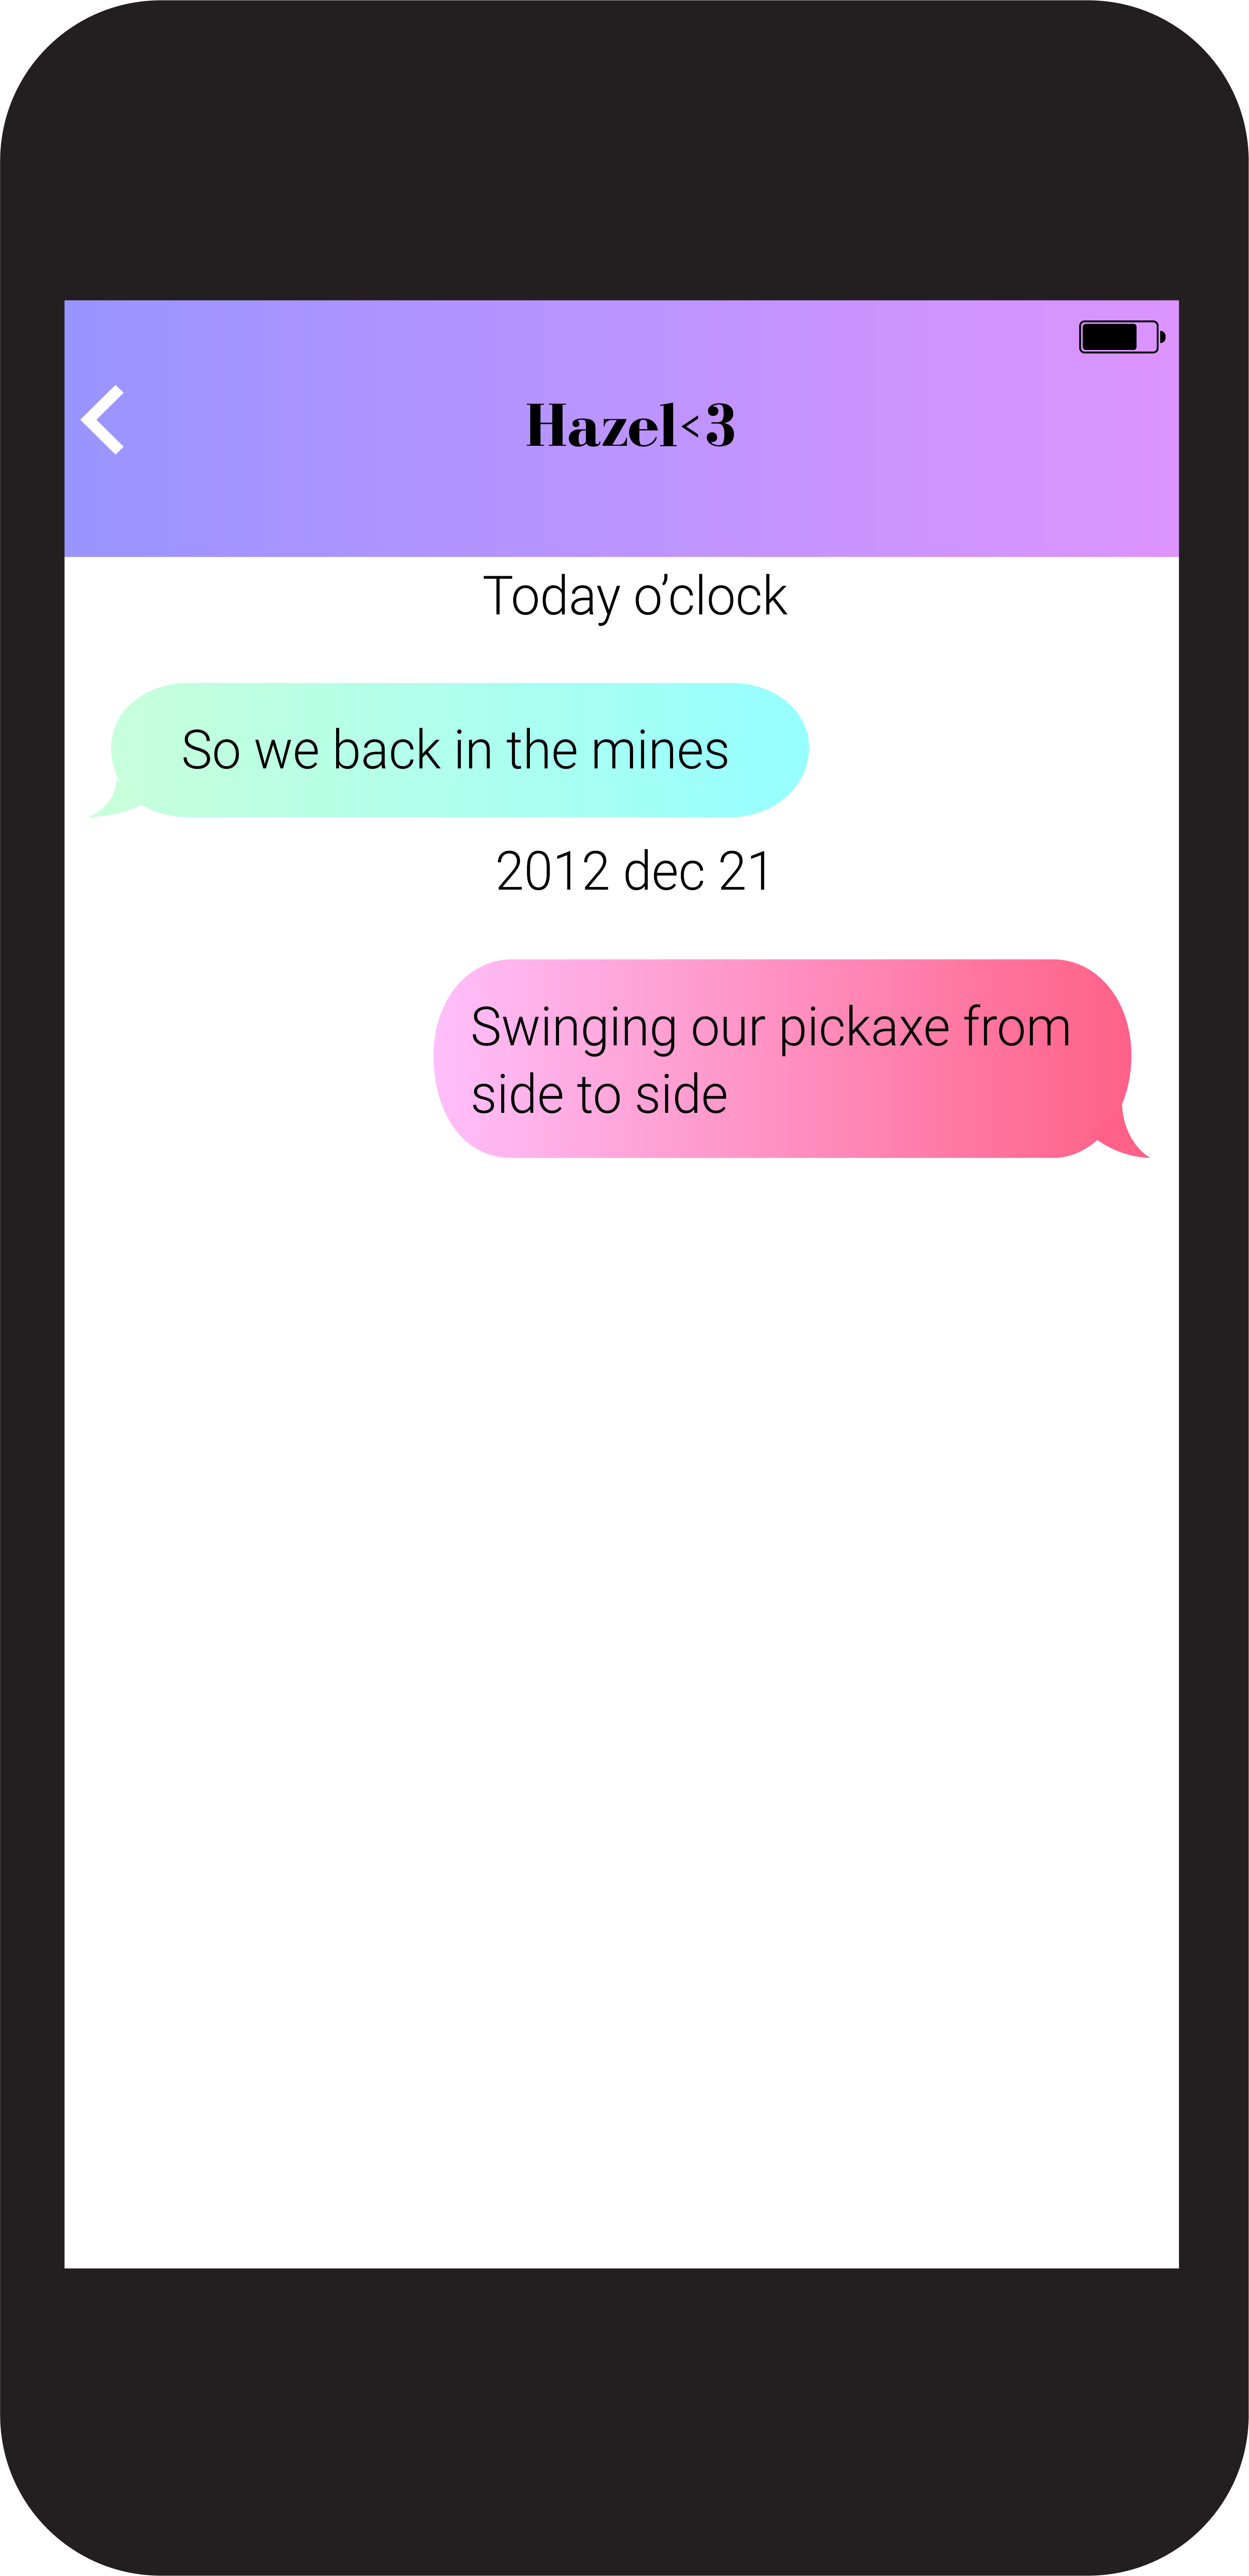 Hazel<3
Today o’clock
So we back in the mines
2012 dec 21
Swinging our pickaxe from
side to side